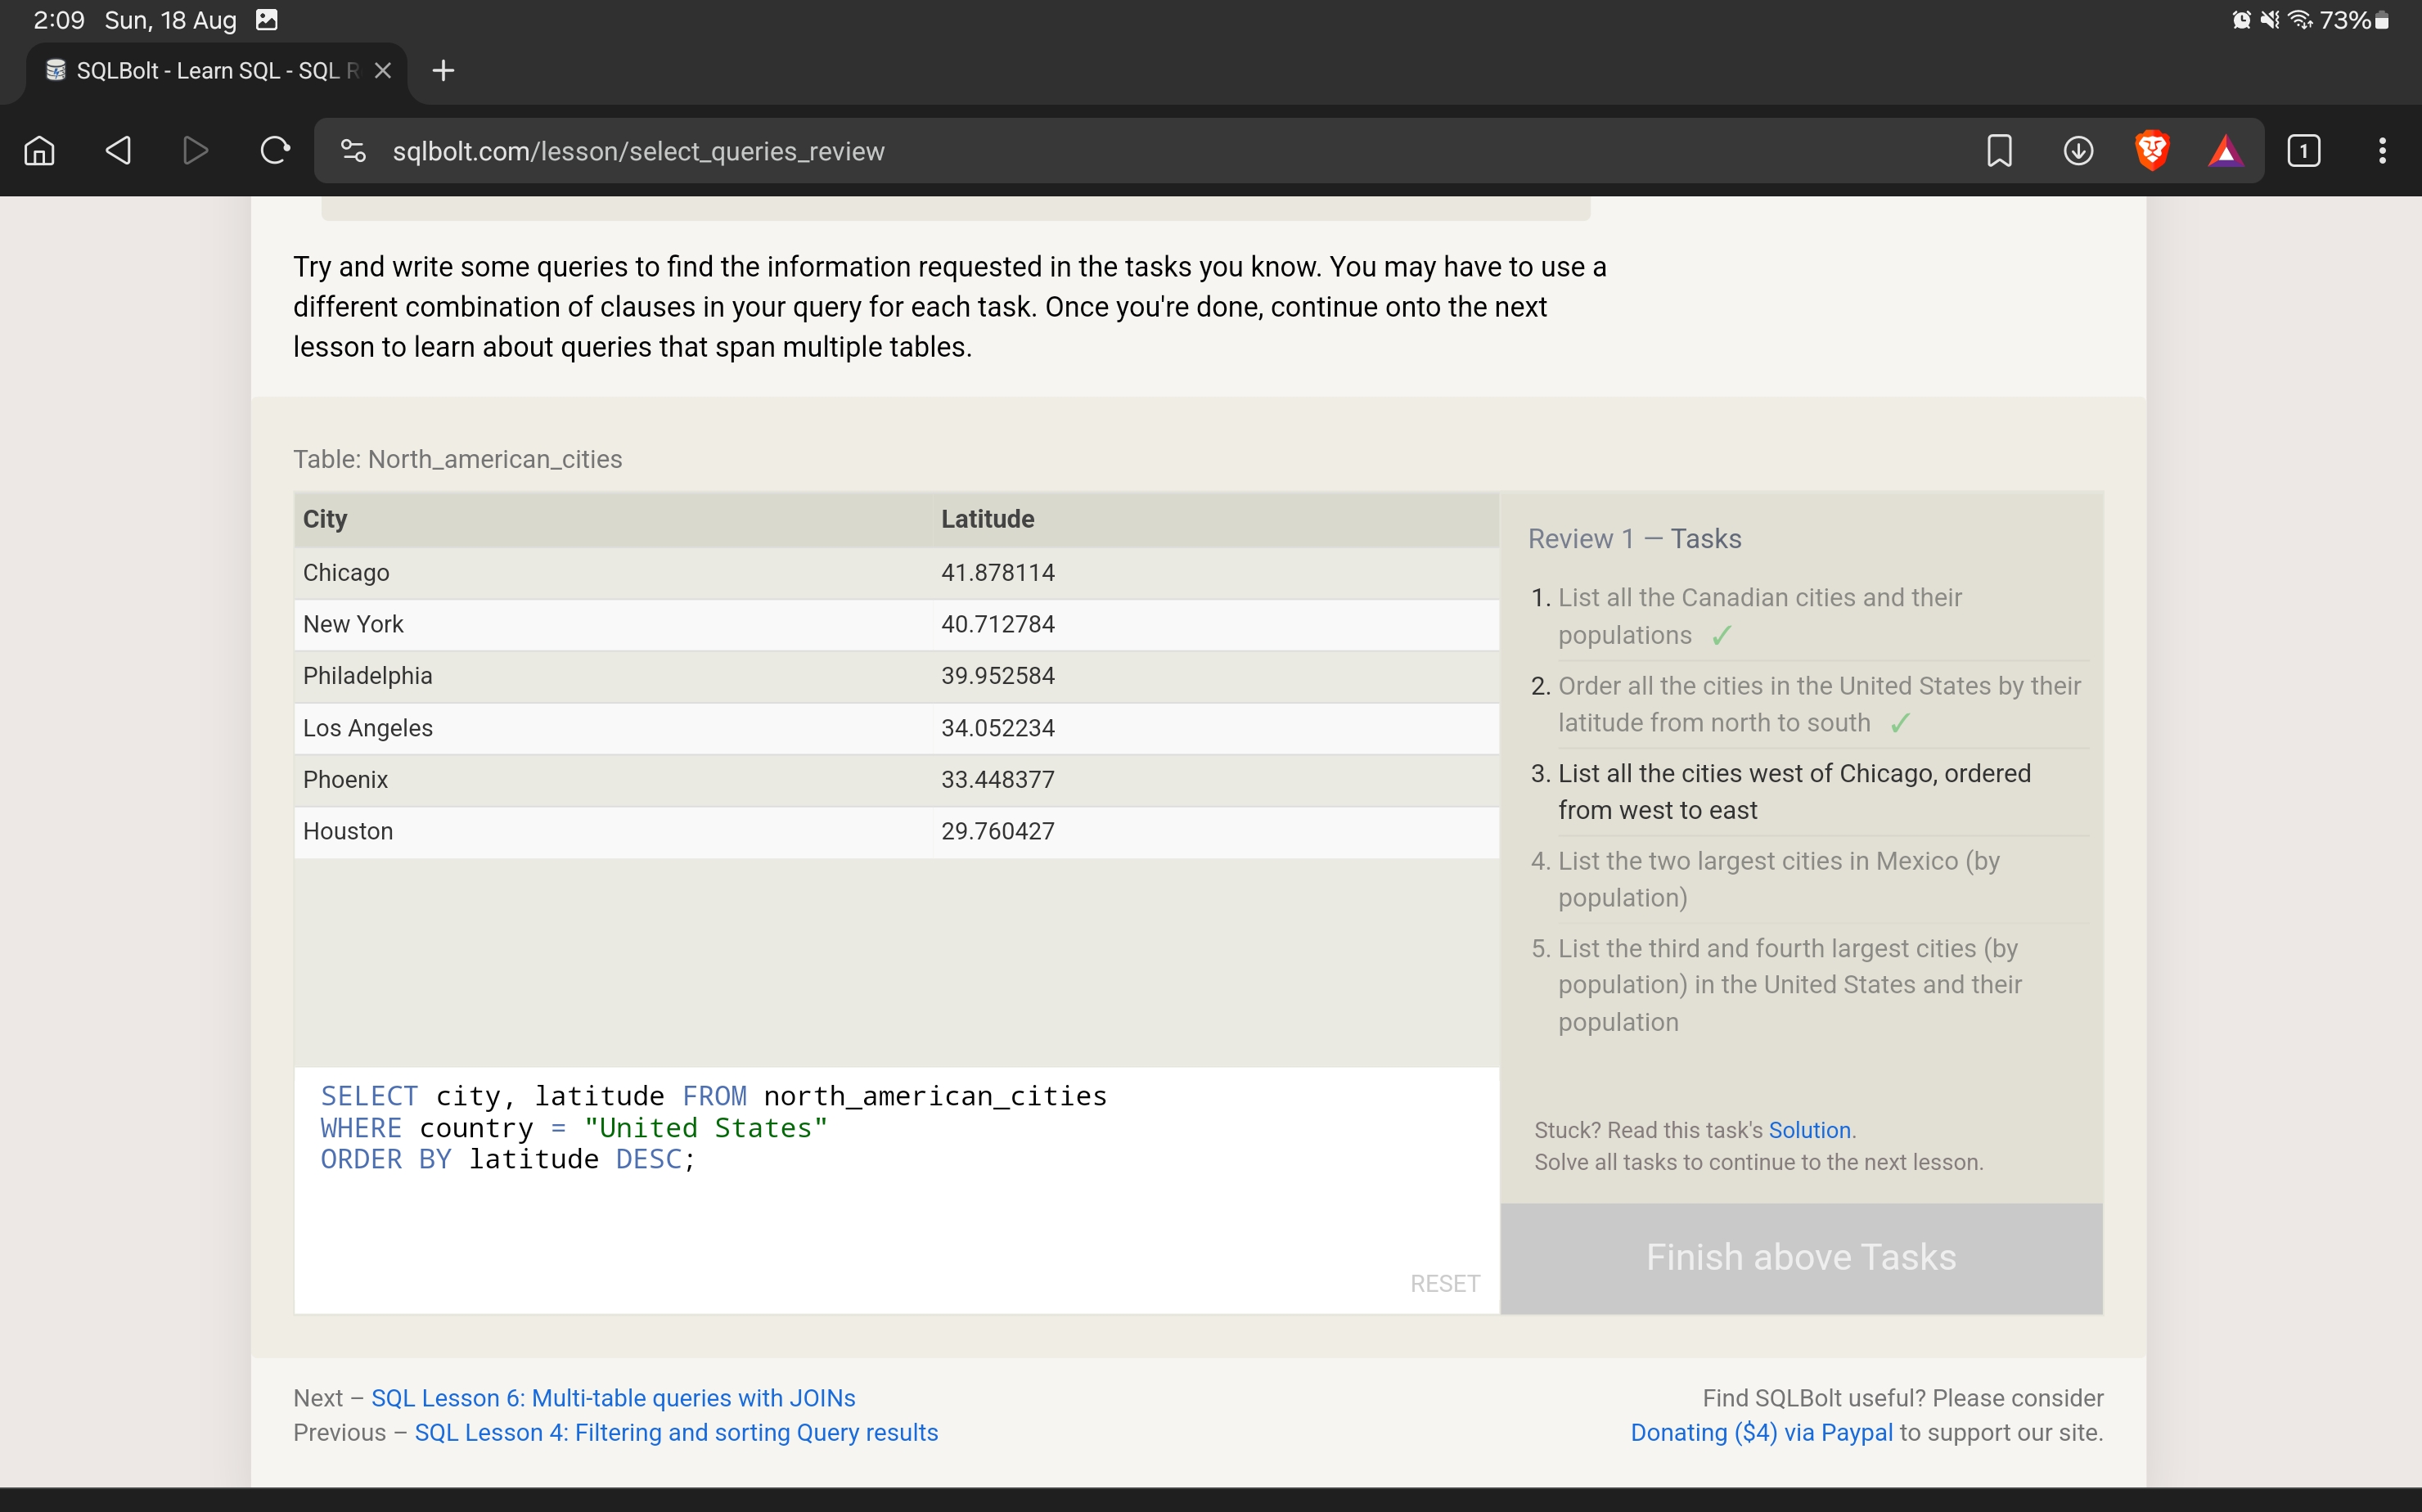 2:09 Sun, 18 Aug 73%
SQLBolt - Learn SQL - SQL R
sqlbolt.com/lesson/select_queries_review
1
Try and write some queries to find the information requested in the tasks you know. You may have to use a
different combination of clauses in your query for each task. Once you're done, continue onto the next
lesson to learn about queries that span multiple tables.
Table: North_american_cities
City Latitude
Chicago 41.878114
New York 40.712784
Philadelphia 39.952584
Los Angeles 34.052234
Phoenix 33.448377
Houston 29.760427
SELECT city, latitude FROM north_american_cities
WHERE country = "United States"
ORDER BY latitude DESC;
RESET
Review 1 — Tasks
1. List all the Canadian cities and their
populations ✓
2. Order all the cities in the United States by their
latitude from north to south ✓
3. List all the cities west of Chicago, ordered
from west to east
4. List the two largest cities in Mexico (by
population)
5. List the third and fourth largest cities (by
population) in the United States and their
population
Stuck? Read this task's Solution.
Solve all tasks to continue to the next lesson.
Finish above Tasks
Next – SQL Lesson 6: Multi-table queries with JOINs
Previous – SQL Lesson 4: Filtering and sorting Query results
Find SQLBolt useful? Please consider
Donating ($4) via Paypal to support our site.